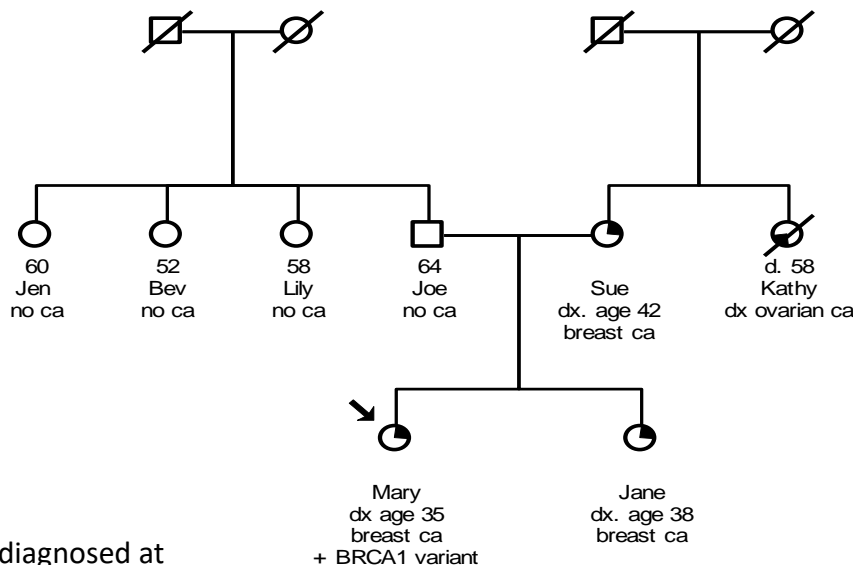 60
Jen
no ca
52
Bev
no ca
58
Lily
no ca
64
Joe
no ca
Sue
dx. age 42
breast ca
d. 58
Kathy
dx ovarian ca
Mary
dx age 35
breast ca
+ BRCA1 variant
Jane
dx. age 38
breast ca
diagnosed at